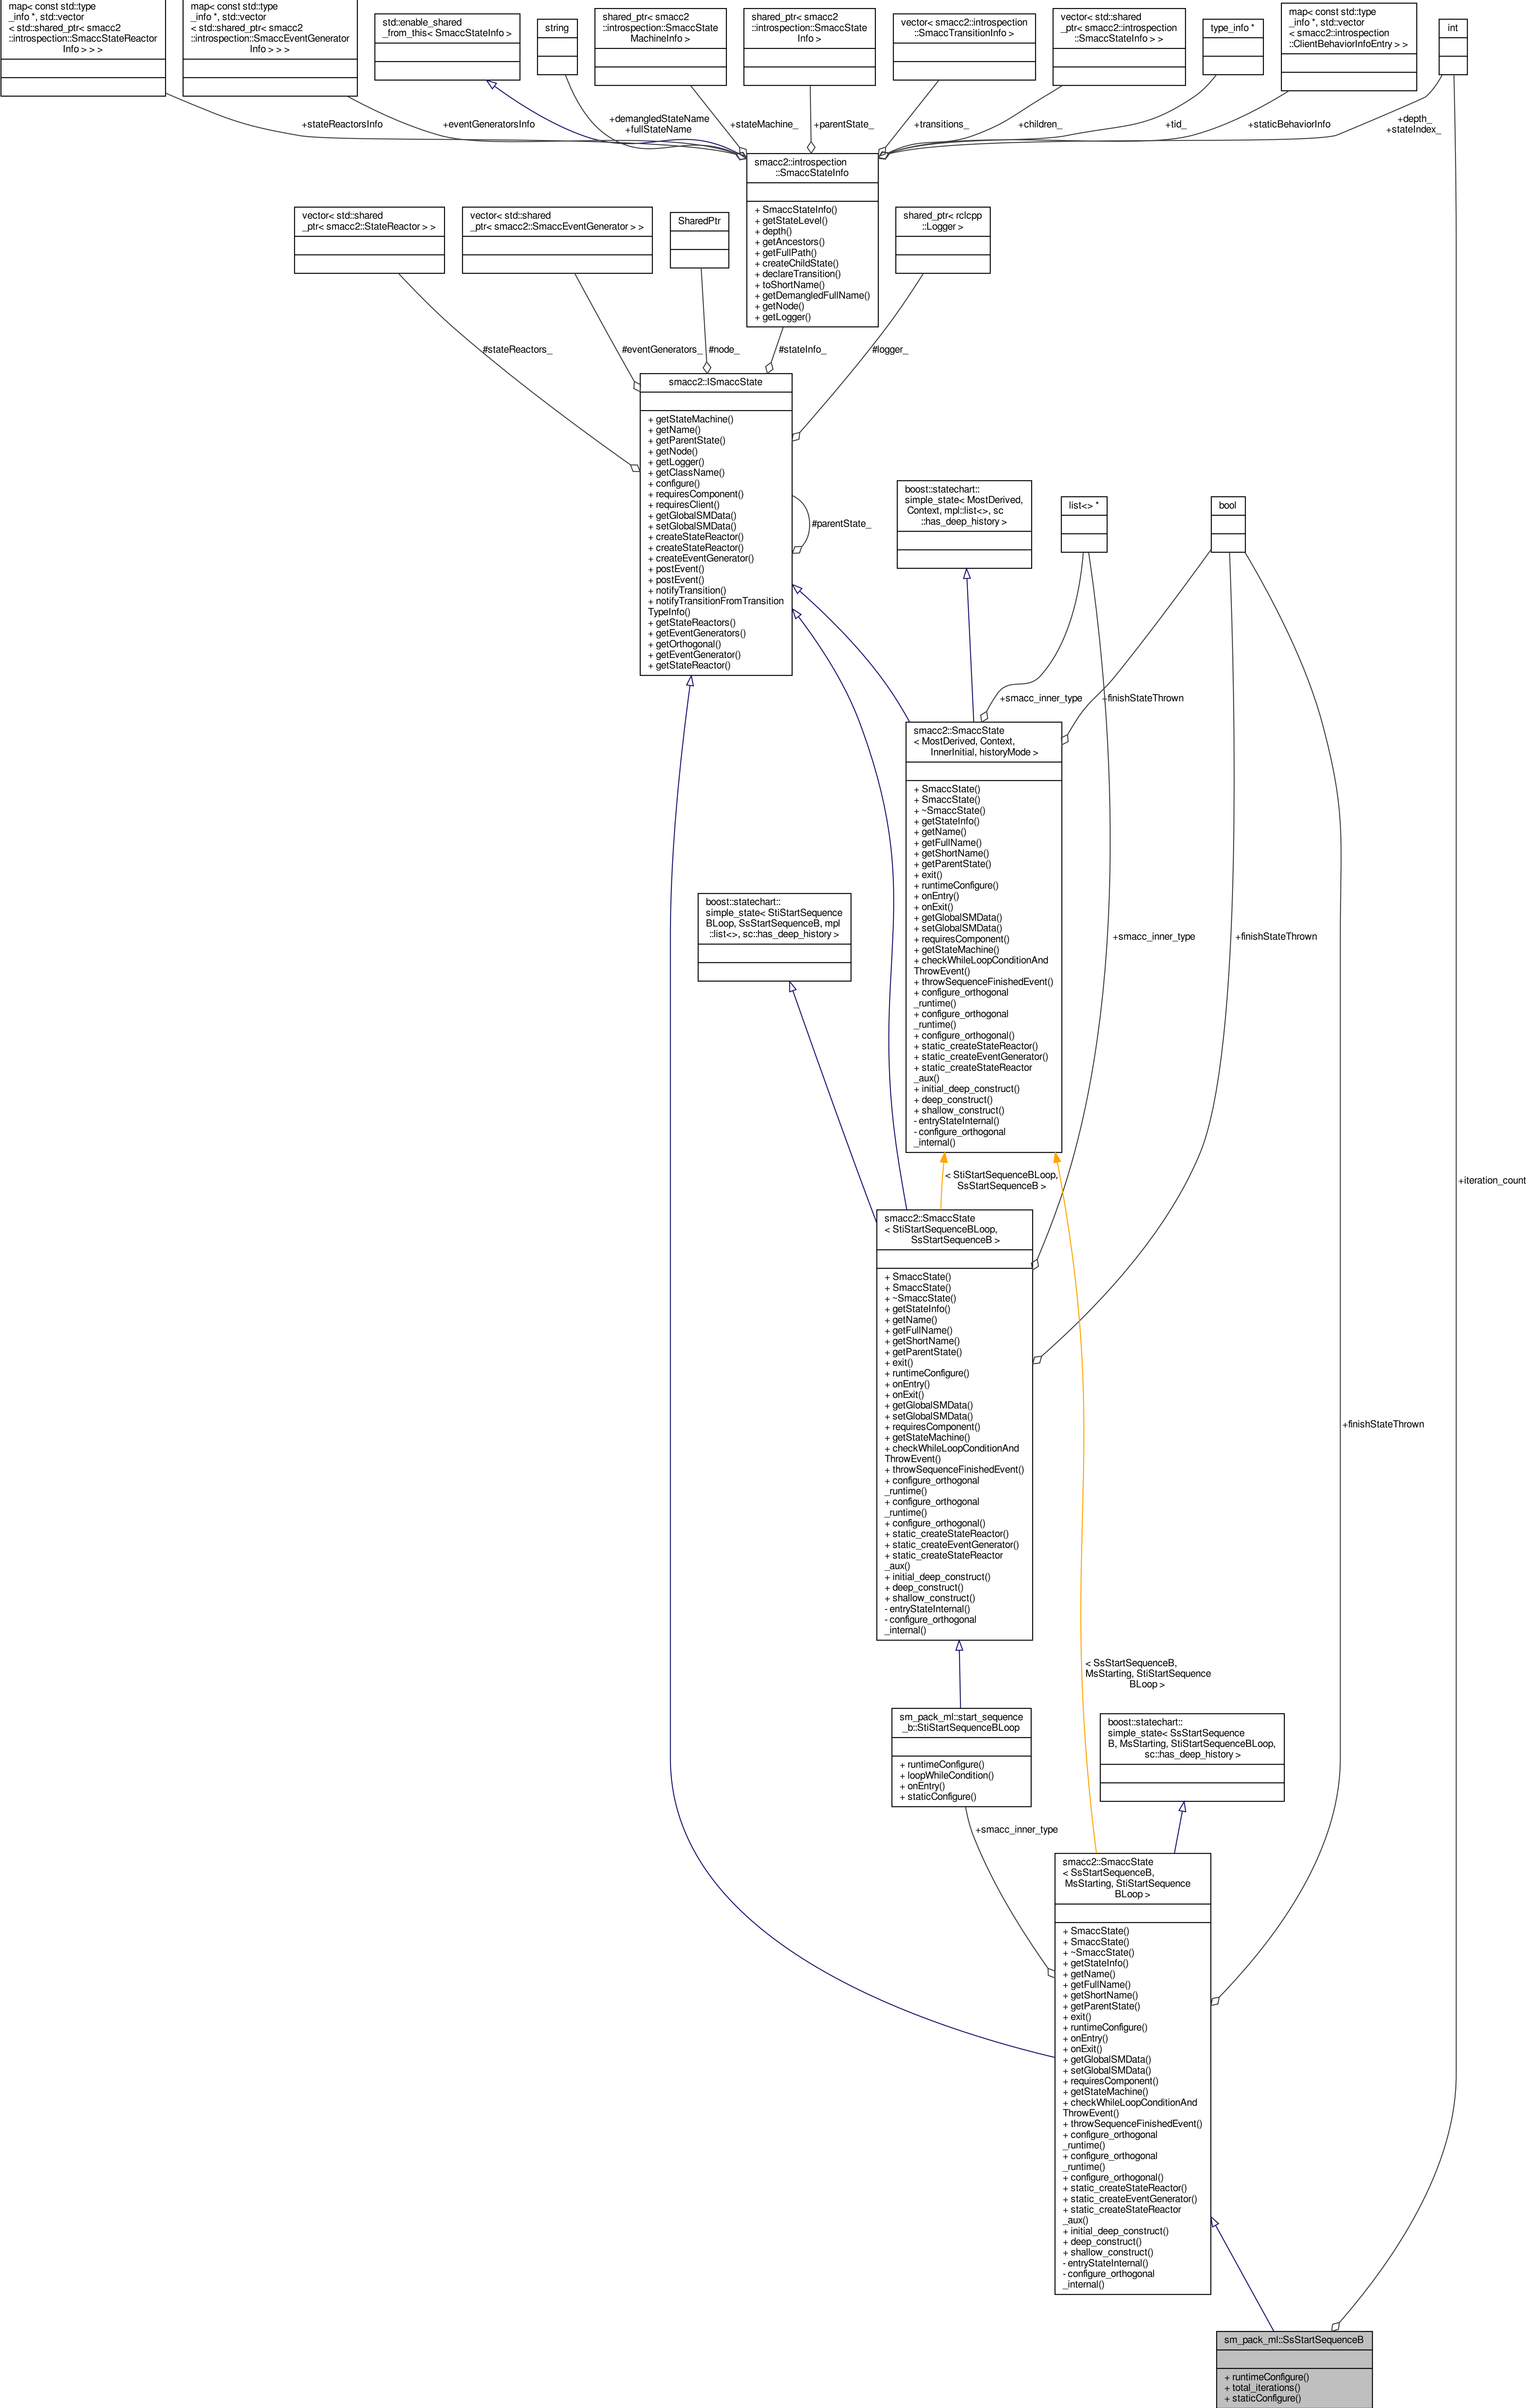 map< const std::type
_info *, std::vector
< std::shared_ptr< smacc2
::introspection::SmaccStateReactor
Info > > >
map< const std::type
_info *, std::vector
< std::shared_ptr< smacc2
::introspection::SmaccEventGenerator
Info > > >
std::enable_shared
_from_this< SmaccStateInfo >
string
shared_ptr< smacc2
::introspection::SmaccState
MachineInfo >
shared_ptr< smacc2
::introspection::SmaccState
Info >
vector< smacc2::introspection
::SmaccTransitionInfo >
vector< std::shared
_ptr< smacc2::introspection
::SmaccStateInfo > >
type_info *
map< const std::type
_info *, std::vector
< smacc2::introspection
::ClientBehaviorInfoEntry > >
int
+stateReactorsInfo
+eventGeneratorsInfo
+demangledStateName
+fullStateName
+stateMachine_
+parentState_
+transitions_
+children_
+tid_
+staticBehaviorInfo
+depth_
+stateIndex_
smacc2::introspection
::SmaccStateInfo
+ SmaccStateInfo()
+ getStateLevel()
+ depth()
+ getAncestors()
+ getFullPath()
+ createChildState()
+ declareTransition()
+ toShortName()
+ getDemangledFullName()
+ getNode()
+ getLogger()
vector< std::shared
_ptr< smacc2::StateReactor > >
vector< std::shared
_ptr< smacc2::SmaccEventGenerator > >
SharedPtr
shared_ptr< rclcpp
::Logger >
#stateReactors_
#eventGenerators_
#node_
#stateInfo_
#logger_
smacc2::ISmaccState
+ getStateMachine()
+ getName()
+ getParentState()
+ getNode()
+ getLogger()
+ getClassName()
+ configure()
+ requiresComponent()
+ requiresClient()
+ getGlobalSMData()
+ setGlobalSMData()
+ createStateReactor()
+ createStateReactor()
+ createEventGenerator()
+ postEvent()
+ postEvent()
+ notifyTransition()
+ notifyTransitionFromTransition
TypeInfo()
+ getStateReactors()
+ getEventGenerators()
+ getOrthogonal()
+ getEventGenerator()
+ getStateReactor()
#parentState_
boost::statechart::
simple_state< MostDerived,
Context, mpl::list<>, sc
::has_deep_history >
list<> *
bool
+smacc_inner_type
+finishStateThrown
smacc2::SmaccState
< MostDerived, Context,
InnerInitial, historyMode >
+ SmaccState()
+ SmaccState()
+ ~SmaccState()
+ getStateInfo()
+ getName()
+ getFullName()
+ getShortName()
+ getParentState()
+ exit()
+ runtimeConfigure()
+ onEntry()
+ onExit()
+ getGlobalSMData()
+ setGlobalSMData()
+ requiresComponent()
+ getStateMachine()
+ checkWhileLoopConditionAnd
ThrowEvent()
+ throwSequenceFinishedEvent()
+ configure_orthogonal
_runtime()
+ configure_orthogonal
_runtime()
+ configure_orthogonal()
+ static_createStateReactor()
+ static_createEventGenerator()
+ static_createStateReactor
_aux()
+ initial_deep_construct()
+ deep_construct()
+ shallow_construct()
- entryStateInternal()
- configure_orthogonal
_internal()
boost::statechart::
simple_state< StiStartSequence
BLoop, SsStartSequenceB, mpl
::list<>, sc::has_deep_history >
+smacc_inner_type
+finishStateThrown
< StiStartSequenceBLoop,
SsStartSequenceB >
+iteration_count
smacc2::SmaccState
< StiStartSequenceBLoop,
SsStartSequenceB >
+ SmaccState()
+ SmaccState()
+ ~SmaccState()
+ getStateInfo()
+ getName()
+ getFullName()
+ getShortName()
+ getParentState()
+ exit()
+ runtimeConfigure()
+ onEntry()
+ onExit()
+ getGlobalSMData()
+ setGlobalSMData()
+ requiresComponent()
+ getStateMachine()
+ checkWhileLoopConditionAnd
ThrowEvent()
+ throwSequenceFinishedEvent()
+ configure_orthogonal
_runtime()
+ configure_orthogonal
_runtime()
+ configure_orthogonal()
+ static_createStateReactor()
+ static_createEventGenerator()
+ static_createStateReactor
_aux()
+ initial_deep_construct()
+ deep_construct()
+ shallow_construct()
- entryStateInternal()
- configure_orthogonal
_internal()
+finishStateThrown
< SsStartSequenceB,
MsStarting, StiStartSequence
BLoop >
sm_pack_ml::start_sequence
_b::StiStartSequenceBLoop
+ runtimeConfigure()
+ loopWhileCondition()
+ onEntry()
+ staticConfigure()
boost::statechart::
simple_state< SsStartSequence
B, MsStarting, StiStartSequenceBLoop,
sc::has_deep_history >
+smacc_inner_type
smacc2::SmaccState
< SsStartSequenceB,
MsStarting, StiStartSequence
BLoop >
+ SmaccState()
+ SmaccState()
+ ~SmaccState()
+ getStateInfo()
+ getName()
+ getFullName()
+ getShortName()
+ getParentState()
+ exit()
+ runtimeConfigure()
+ onEntry()
+ onExit()
+ getGlobalSMData()
+ setGlobalSMData()
+ requiresComponent()
+ getStateMachine()
+ checkWhileLoopConditionAnd
ThrowEvent()
+ throwSequenceFinishedEvent()
+ configure_orthogonal
_runtime()
+ configure_orthogonal
_runtime()
+ configure_orthogonal()
+ static_createStateReactor()
+ static_createEventGenerator()
+ static_createStateReactor
_aux()
+ initial_deep_construct()
+ deep_construct()
+ shallow_construct()
- entryStateInternal()
- configure_orthogonal
_internal()
sm_pack_ml::SsStartSequenceB
+ runtimeConfigure()
+ total_iterations()
+ staticConfigure()